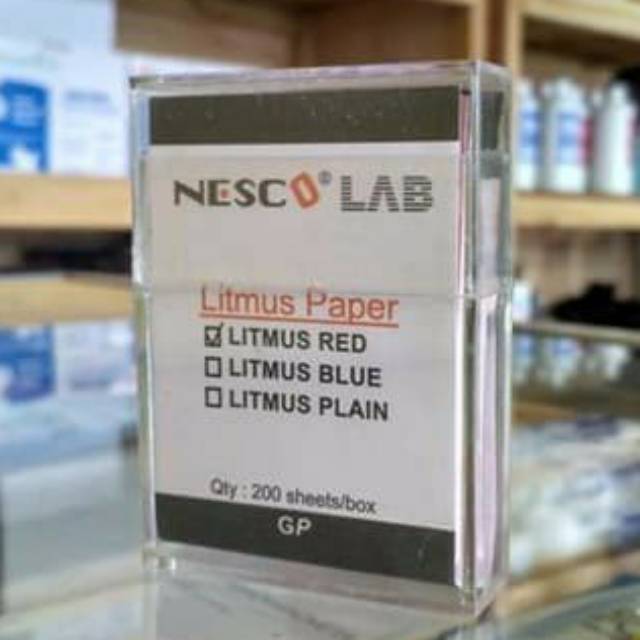 NESCO® LAB
Litmus Paper
☑ LITMUS RED
☐ LITMUS BLUE
☐ LITMUS PLAIN
Qty : 200 sheets/box
GP